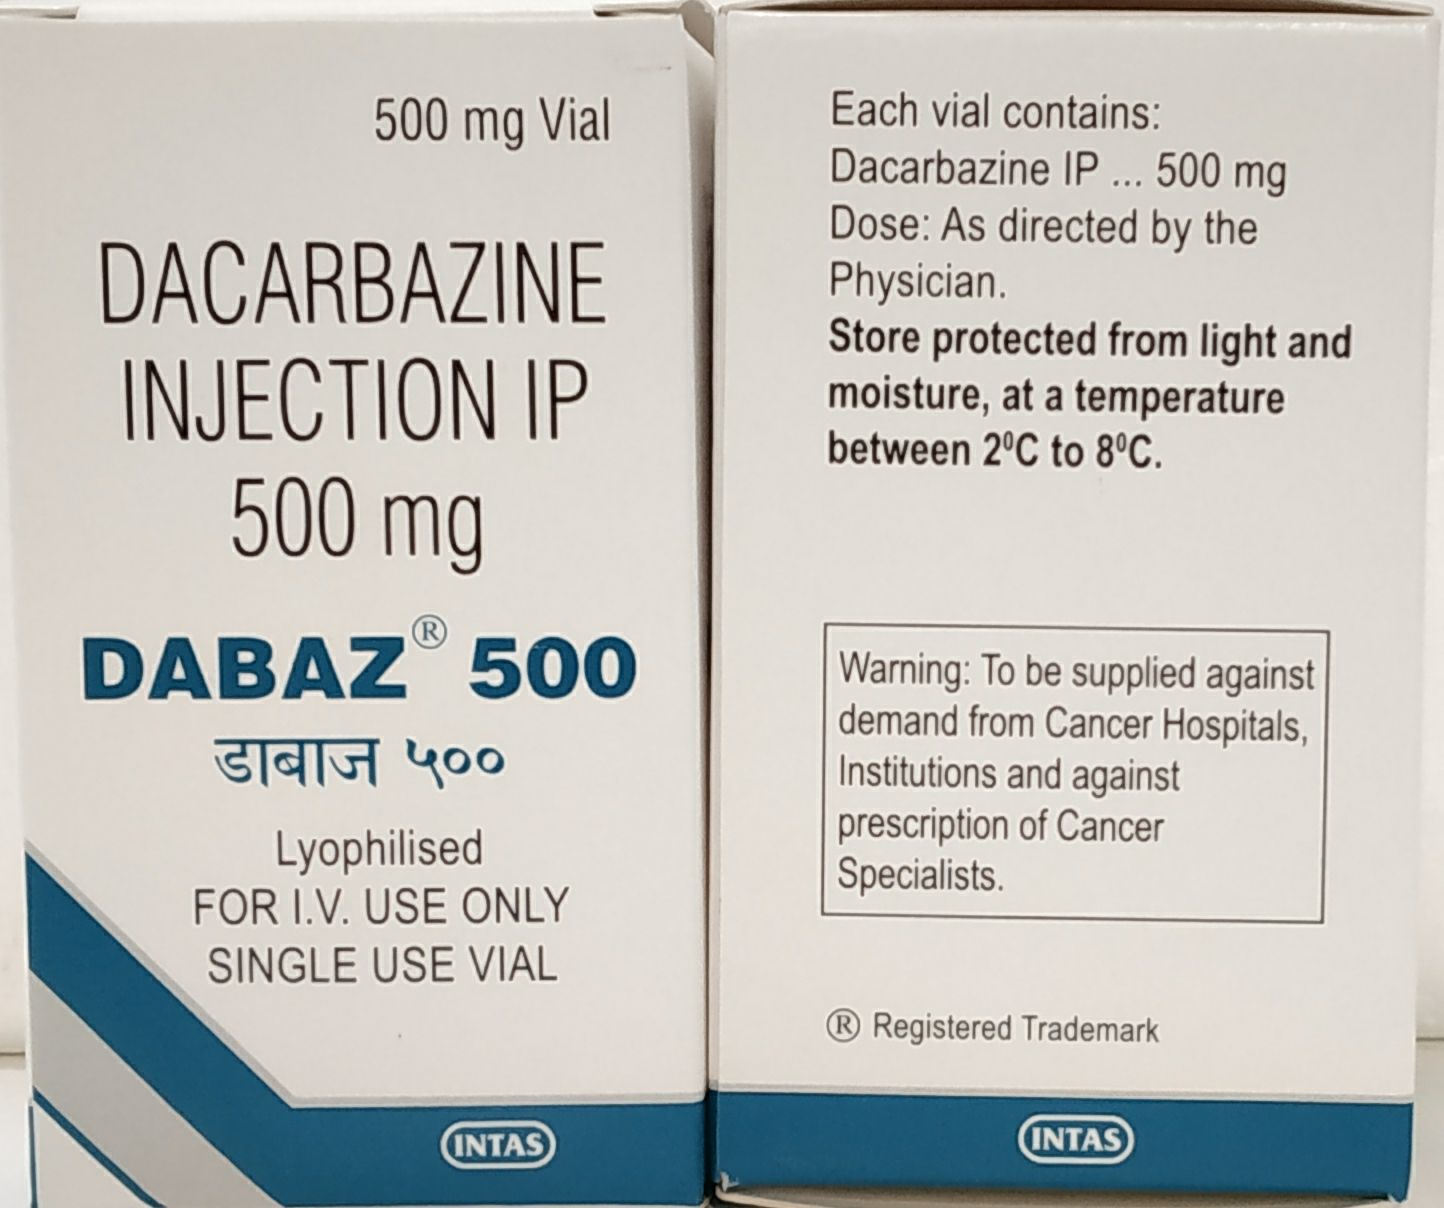 500 mg Vial
DACARBAZINE
INJECTION IP
500 mg
DABAZ® 500
डाबाज ५००
Lyophilised
FOR I.V. USE ONLY
SINGLE USE VIAL
INTAS
Each vial contains:
Dacarbazine IP ... 500 mg
Dose: As directed by the
Physician.
Store protected from light and
moisture, at a temperature
between 2⁰C to 8⁰C.
Warning: To be supplied against
demand from Cancer Hospitals,
Institutions and against
prescription of Cancer
Specialists.
® Registered Trademark
INTAS